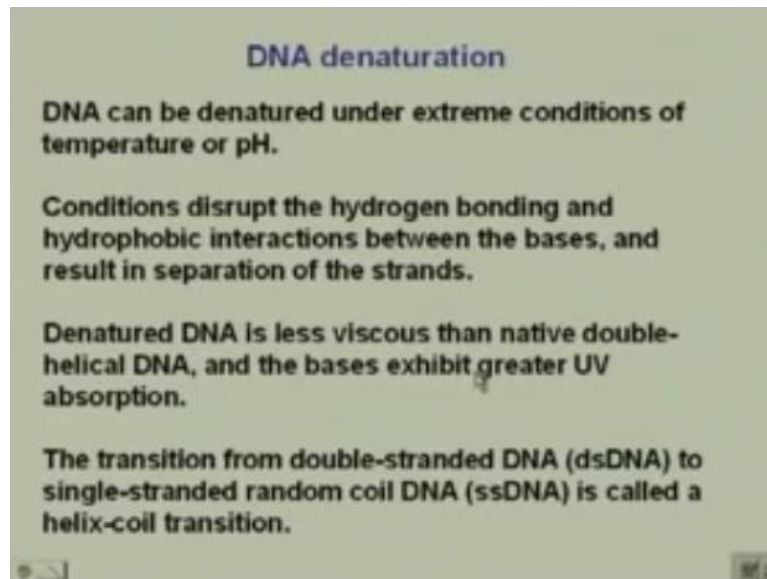 DNA denaturation
DNA can be denatured under extreme conditions of
temperature or pH.
Conditions disrupt the hydrogen bonding and
hydrophobic interactions between the bases, and
result in separation of the strands.
Denatured DNA is less viscous than native double-
helical DNA, and the bases exhibit greater UV
absorption.
The transition from double-stranded DNA (dsDNA) to
single-stranded random coil DNA (ssDNA) is called a
helix-coil transition.